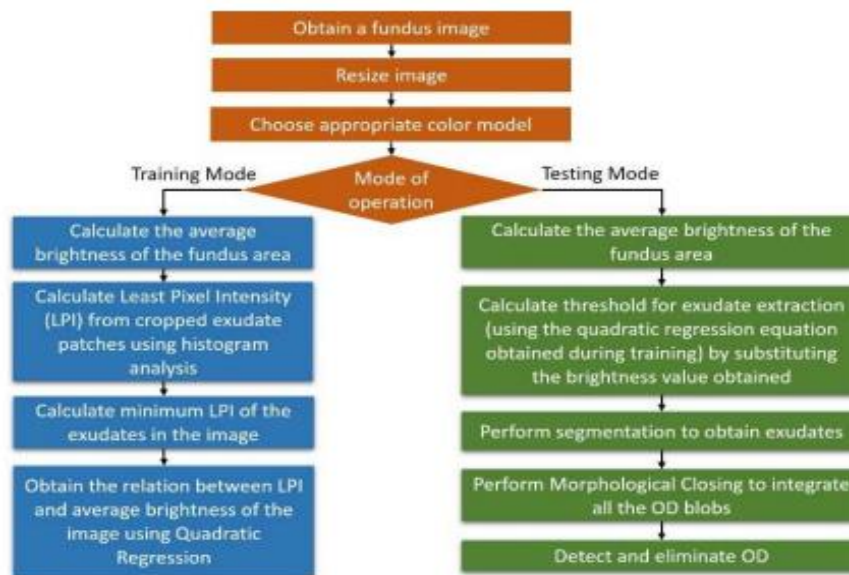 Obtain a fundus image
Resize image
Choose appropriate color model
Training Mode
Mode of
operation
Testing Mode
Calculate the average
brightness of the fundus area
Calculate Least Pixel Intensity
(LPI) from cropped exudate
patches using histogram
analysis
Calculate minimum LPI of the
exudates in the image
Obtain the relation between LPI
and average brightness of the
image using Quadratic
Regression
Calculate the average brightness of the
fundus area
Calculate threshold for exudate extraction
(using the quadratic regression equation
obtained during training) by substituting
the brightness value obtained
Perform segmentation to obtain exudates
Perform Morphological Closing to integrate
all the OD blobs
Detect and eliminate OD